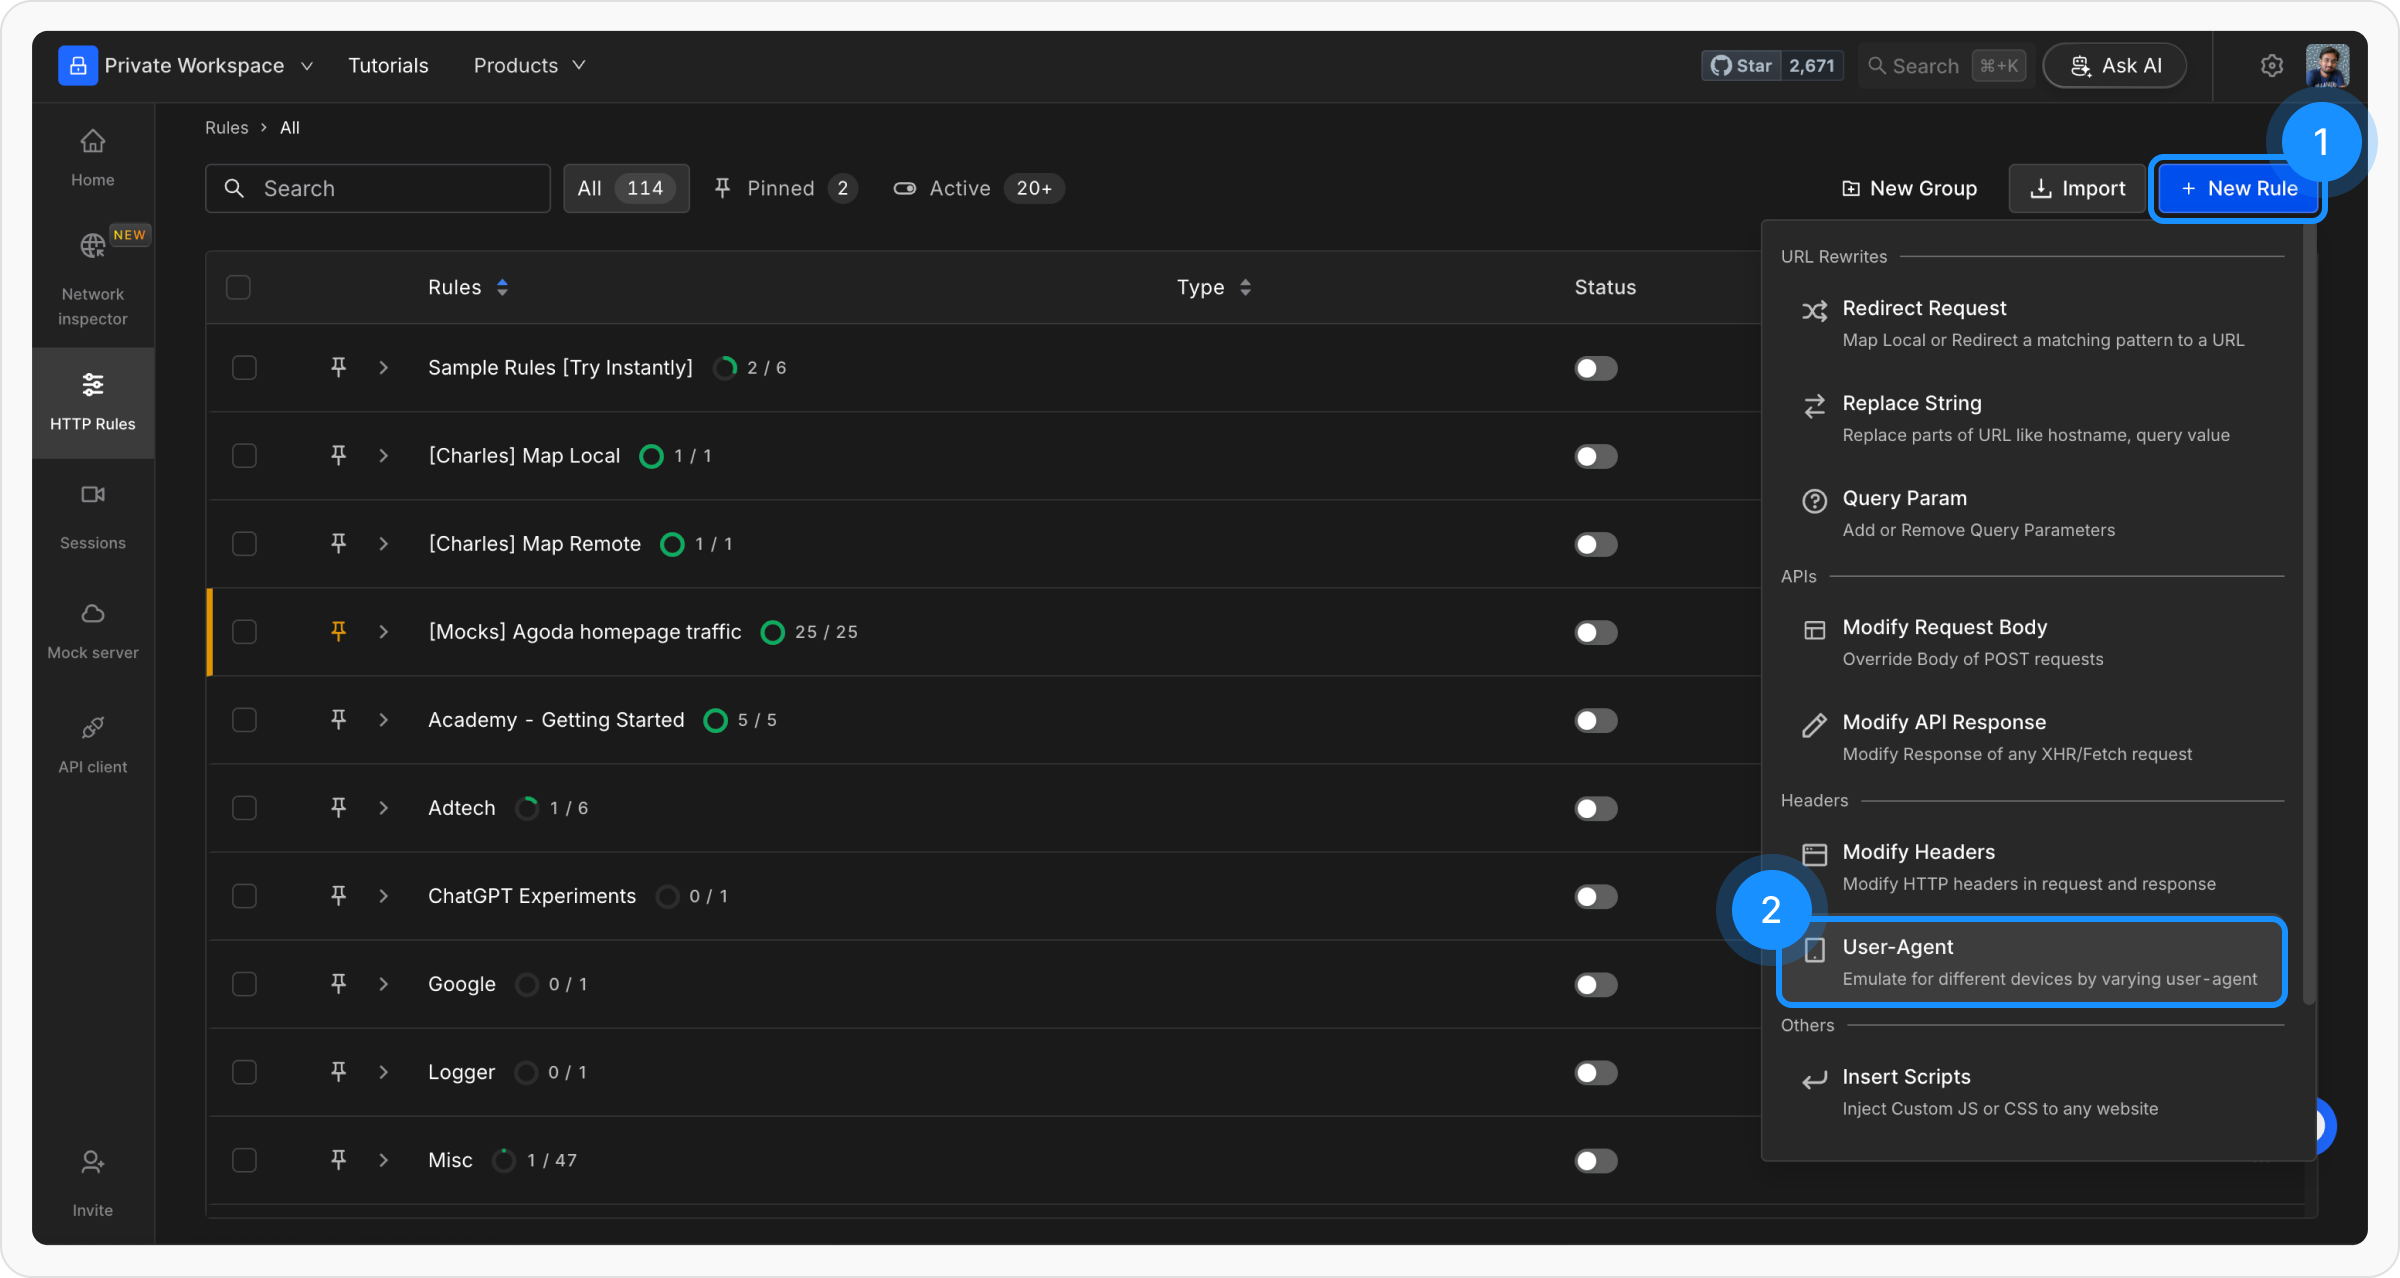 Private Workspace
Tutorials
Products
Star 2,671
Search ⌘+K
Ask AI
1
Home
NEW
Network
inspector
HTTP Rules
Sessions
Mock server
API client
Invite
Rules > All
Search
All 114
Pinned 2
Active 20+
New Group
Import
+ New Rule
Rules
Type
Status
Sample Rules [Try Instantly] 2 / 6
[Charles] Map Local 1 / 1
[Charles] Map Remote 1 / 1
[Mocks] Agoda homepage traffic 25 / 25
Academy - Getting Started 5 / 5
Adtech 1 / 6
ChatGPT Experiments 0 / 1
Google 0 / 1
Logger 0 / 1
Misc 1 / 47
URL Rewrites
Redirect Request
Map Local or Redirect a matching pattern to a URL
Replace String
Replace parts of URL like hostname, query value
Query Param
Add or Remove Query Parameters
APIs
Modify Request Body
Override Body of POST requests
Modify API Response
Modify Response of any XHR/Fetch request
Headers
Modify Headers
Modify HTTP headers in request and response
2
User-Agent
Emulate for different devices by varying user-agent
Others
Insert Scripts
Inject Custom JS or CSS to any website